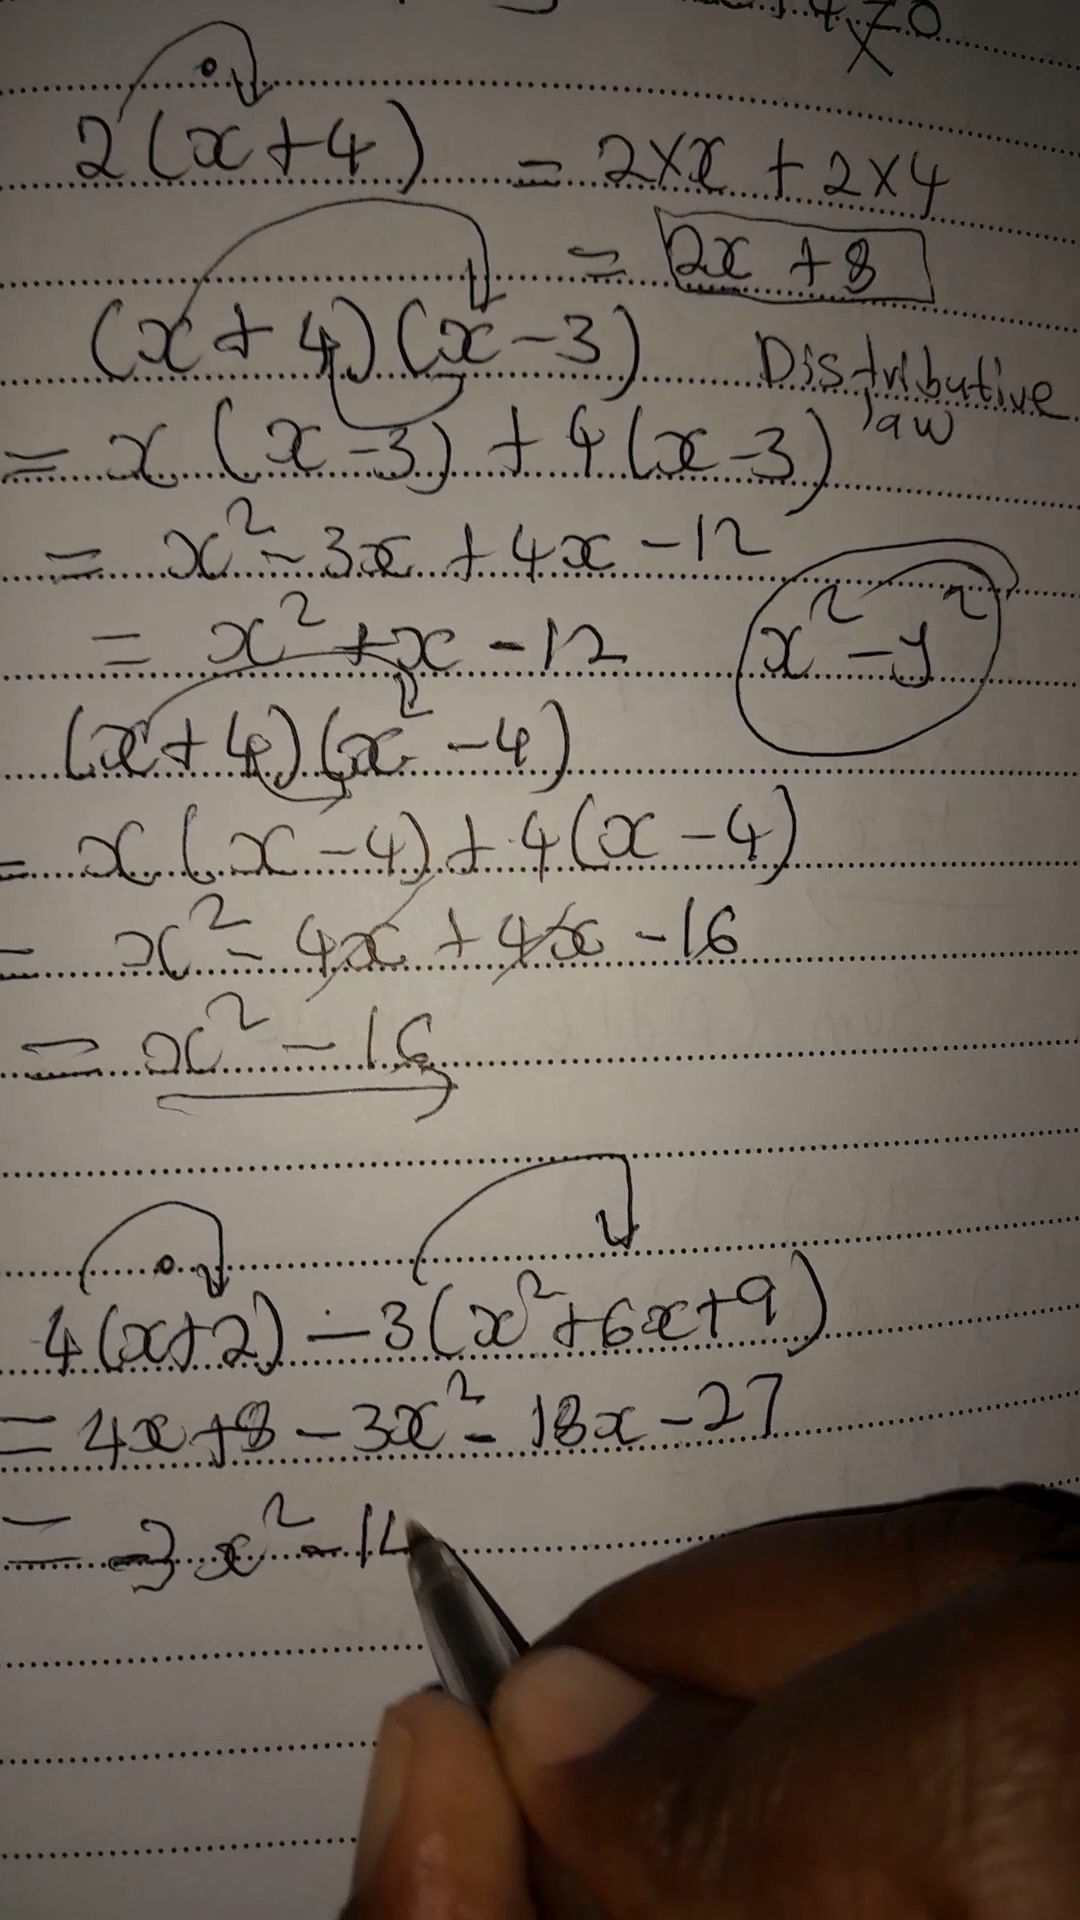 2(x+4) = 2×x + 2×4
= 2x + 8
(x + 4)(x - 3) Distributive law
= x(x-3) + 4(x-3)
= x² - 3x + 4x - 12
= x² + x - 12 x² - y²
(x + 4)(x² - 4)
= x(x - 4) + 4(x - 4)
= x² - 4x + 4x - 16
= x² - 16
4(x+2) - 3(x² + 6x + 9)
= 4x + 8 - 3x² - 18x - 27
= -3x² - 14